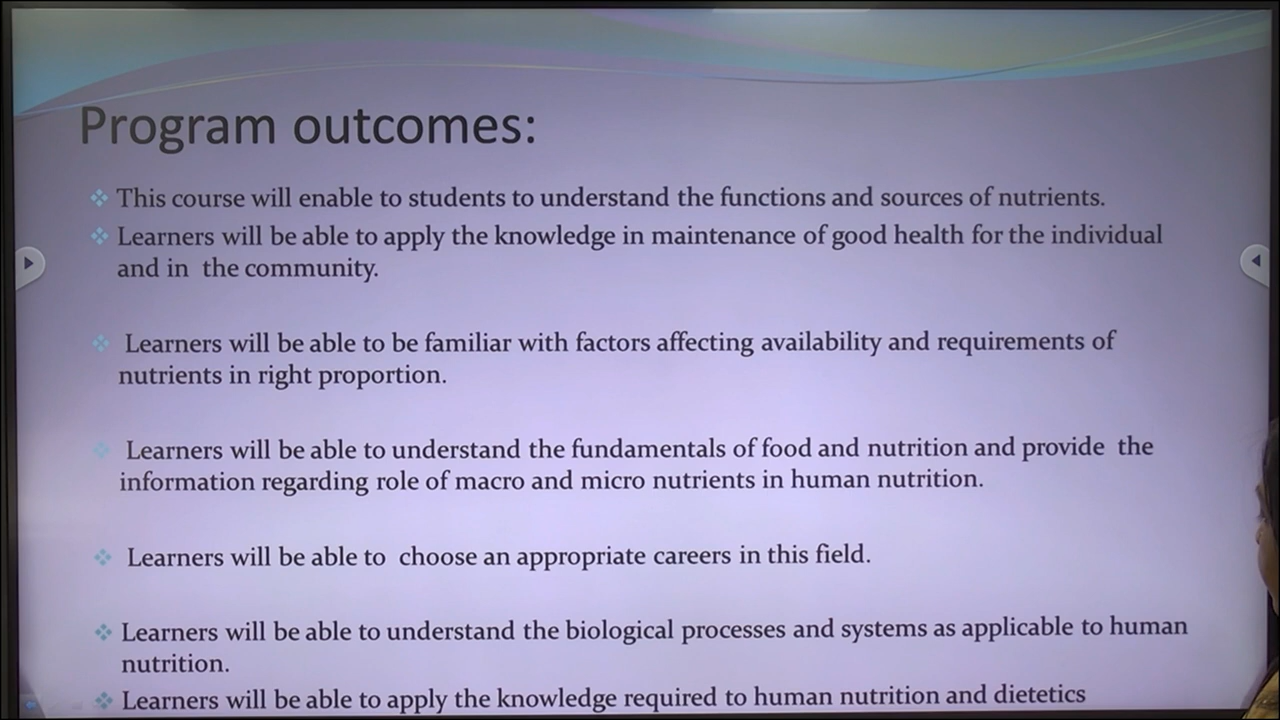 Program outcomes:
This course will enable to students to understand the functions and sources of nutrients.
Learners will be able to apply the knowledge in maintenance of good health for the individual
and in the community.
Learners will be able to be familiar with factors affecting availability and requirements of
nutrients in right proportion.
Learners will be able to understand the fundamentals of food and nutrition and provide the
information regarding role of macro and micro nutrients in human nutrition.
Learners will be able to choose an appropriate careers in this field.
Learners will be able to understand the biological processes and systems as applicable to human
nutrition.
Learners will be able to apply the knowledge required to human nutrition and dietetics